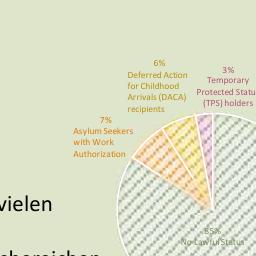 6%
Deferred Action
for Childhood
Arrivals (DACA)
recipients
3%
Temporary
Protected Statu
(TPS) holders
7%
Asylum Seekers
with Work
Authorization
vielen
85%
No Lawful Status